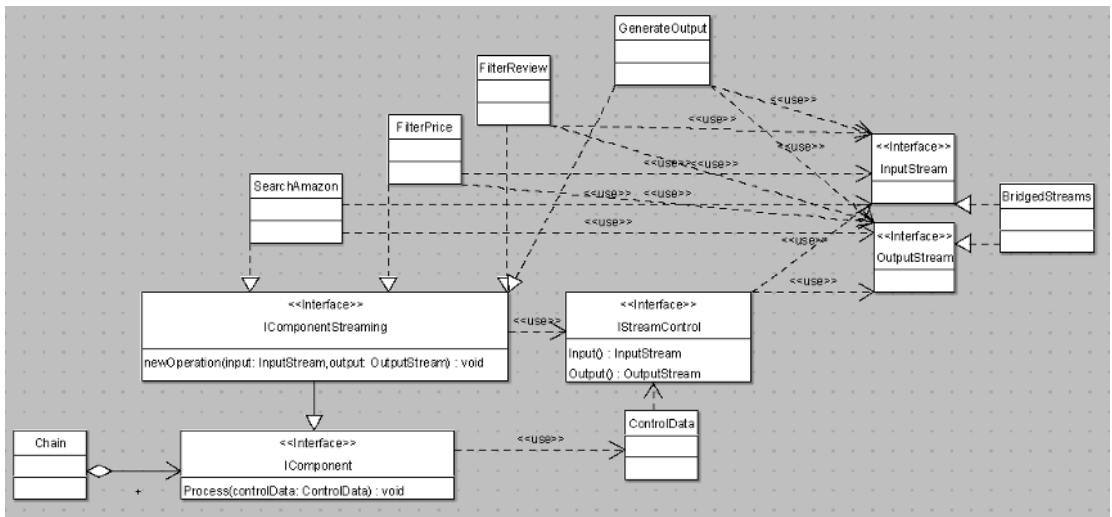 GenerateOutput
FilterReview
<<use>>
FilterPrice
<<use>>
<<use>>
<<Interface>>
InputStream
SearchAmazon
<<use>><<use>>
<<use>>
<<use>>
BridgedStreams
<<use>>
<<Interface>>
OutputStream
<<use>>
<<use>>
<<Interface>>
IComponentStreaming
newOperation(input: InputStream,output: OutputStream) : void
<<use>>
<<Interface>>
IStreamControl
Input() : InputStream
Output() : OutputStream
ControlData
Chain
+
<<Interface>>
IComponent
Process(controlData: ControlData) : void
<<use>>